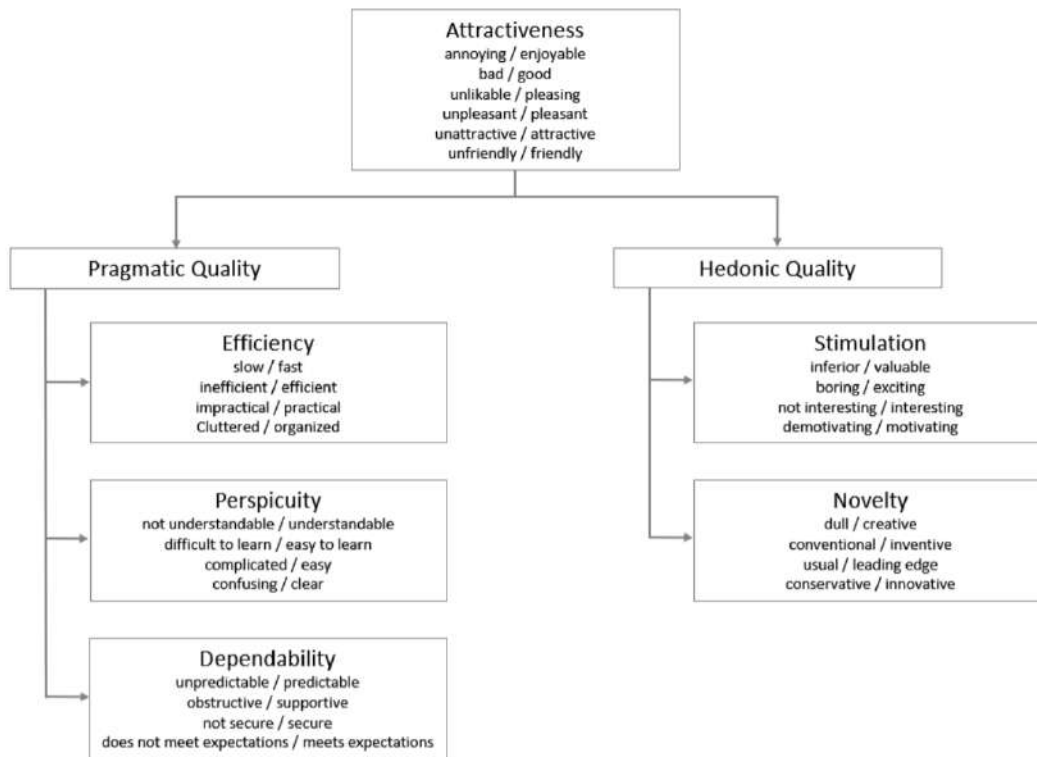 Attractiveness
annoying / enjoyable
bad / good
unlikable / pleasing
unpleasant / pleasant
unattractive / attractive
unfriendly / friendly
Pragmatic Quality
Efficiency
slow / fast
inefficient / efficient
impractical / practical
Cluttered / organized
Perspicuity
not understandable / understandable
difficult to learn / easy to learn
complicated / easy
confusing / clear
Dependability
unpredictable / predictable
obstructive / supportive
not secure / secure
does not meet expectations / meets expectations
Hedonic Quality
Stimulation
inferior / valuable
boring / exciting
not interesting / interesting
demotivating / motivating
Novelty
dull / creative
conventional / inventive
usual / leading edge
conservative / innovative